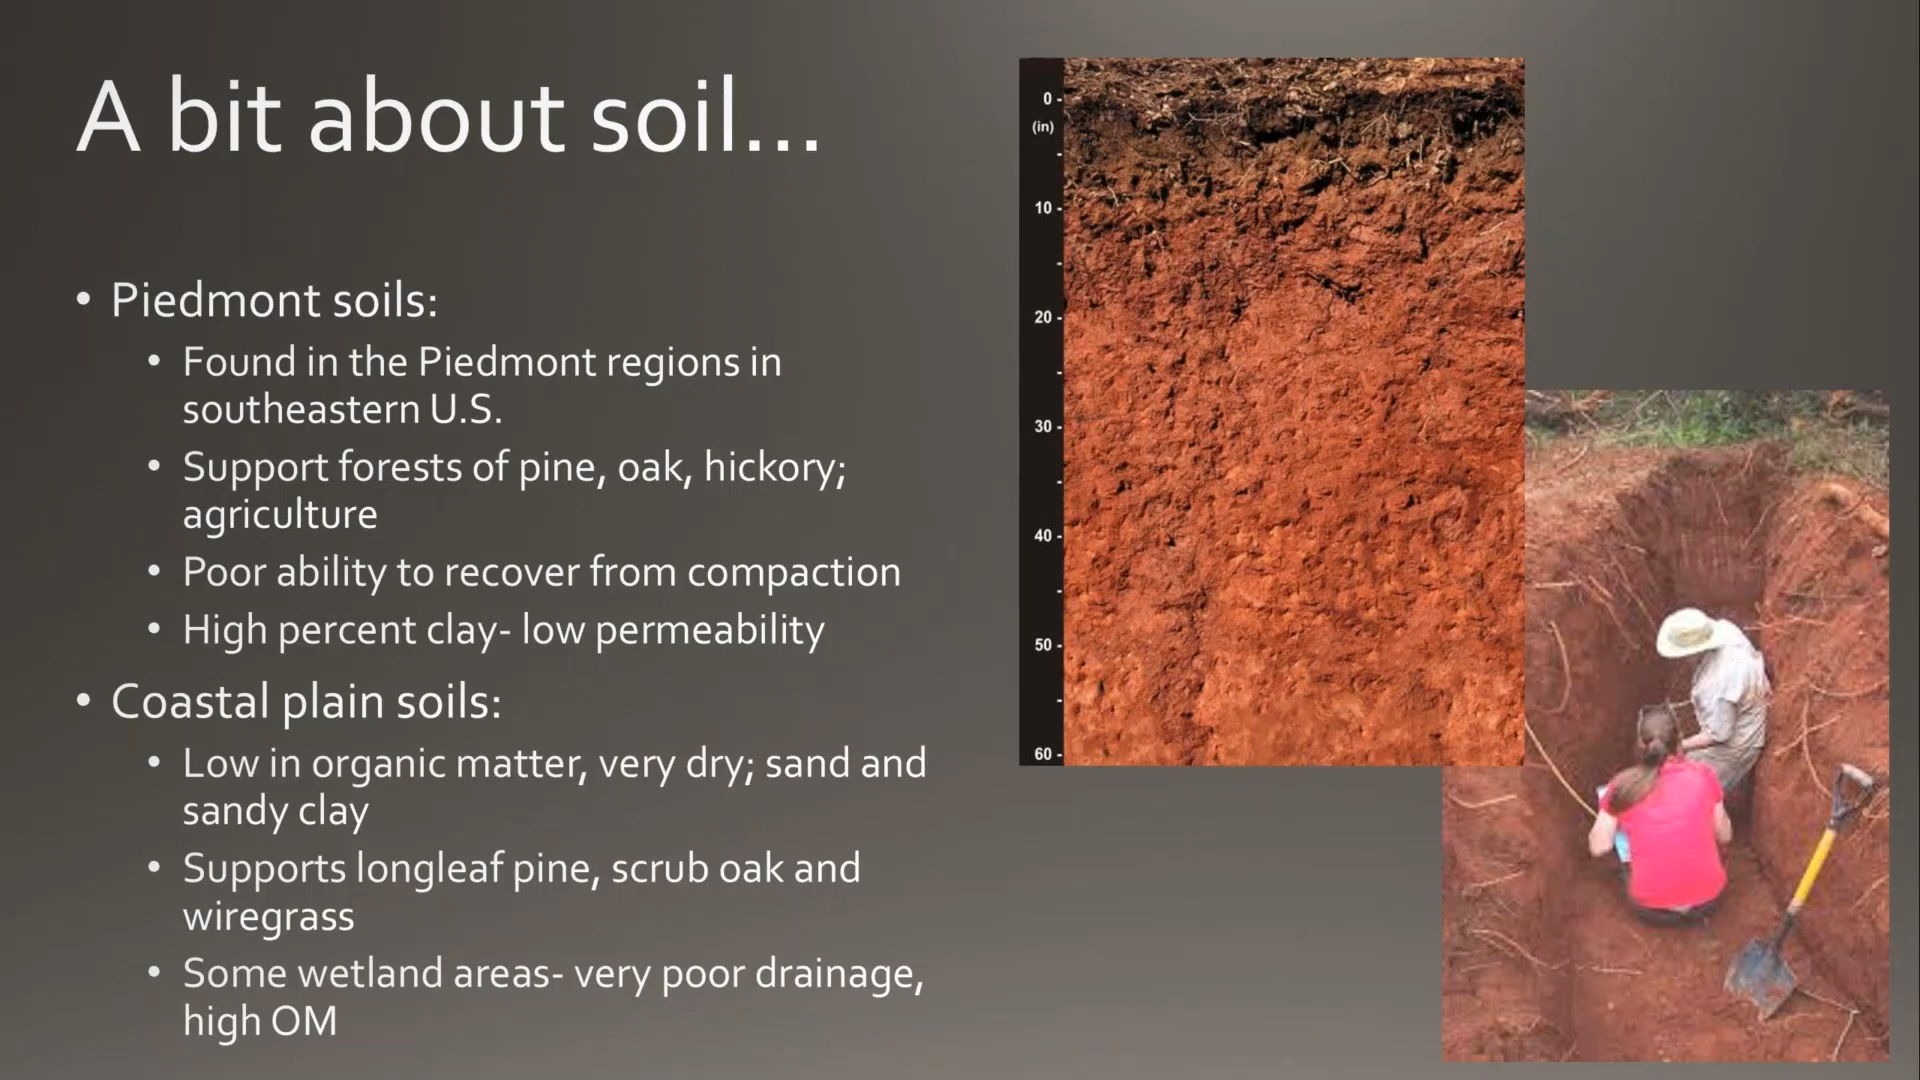 A bit about soil...
• Piedmont soils:
• Found in the Piedmont regions in
southeastern U.S.
• Support forests of pine, oak, hickory;
agriculture
• Poor ability to recover from compaction
• High percent clay- low permeability
• Coastal plain soils:
• Low in organic matter, very dry; sand and
sandy clay
• Supports longleaf pine, scrub oak and
wiregrass
• Some wetland areas- very poor drainage,
high OM
0 -
(in)
-
10 -
-
20 -
-
30 -
-
40 -
-
50 -
-
60 -